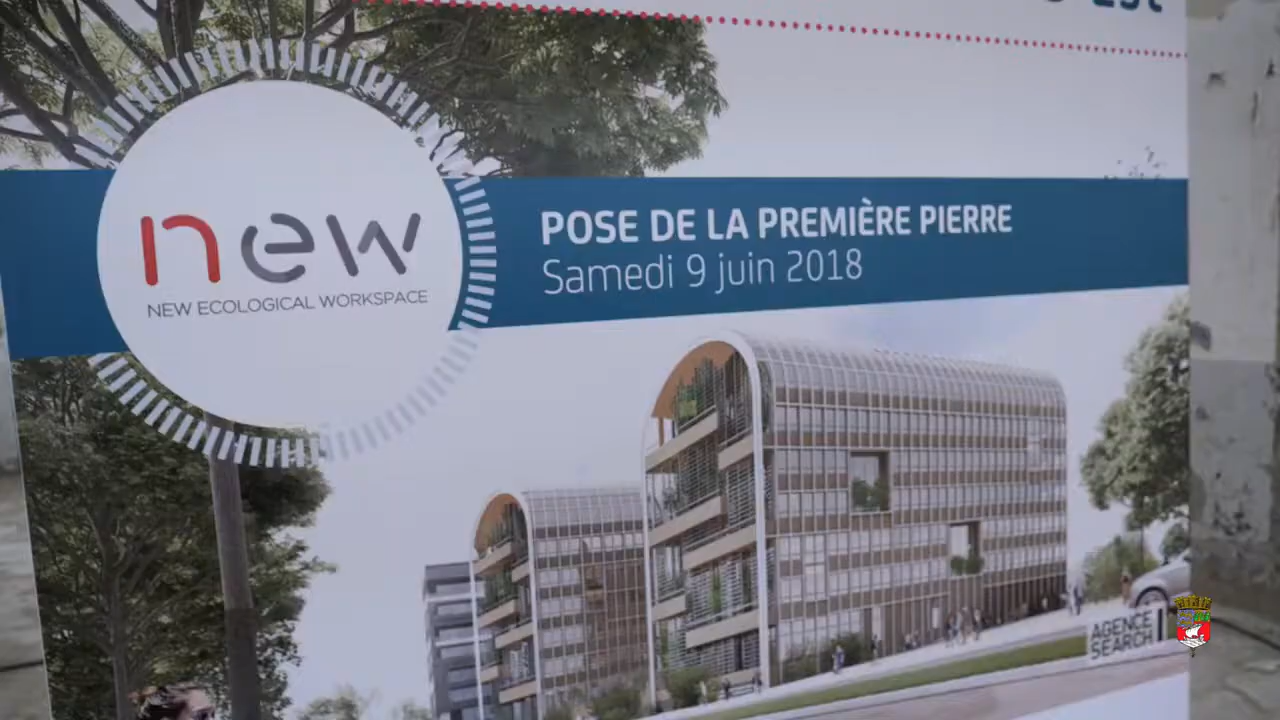 new
NEW ECOLOGICAL WORKSPACE
POSE DE LA PREMIÈRE PIERRE
Samedi 9 juin 2018
AGENCE
SEARCH